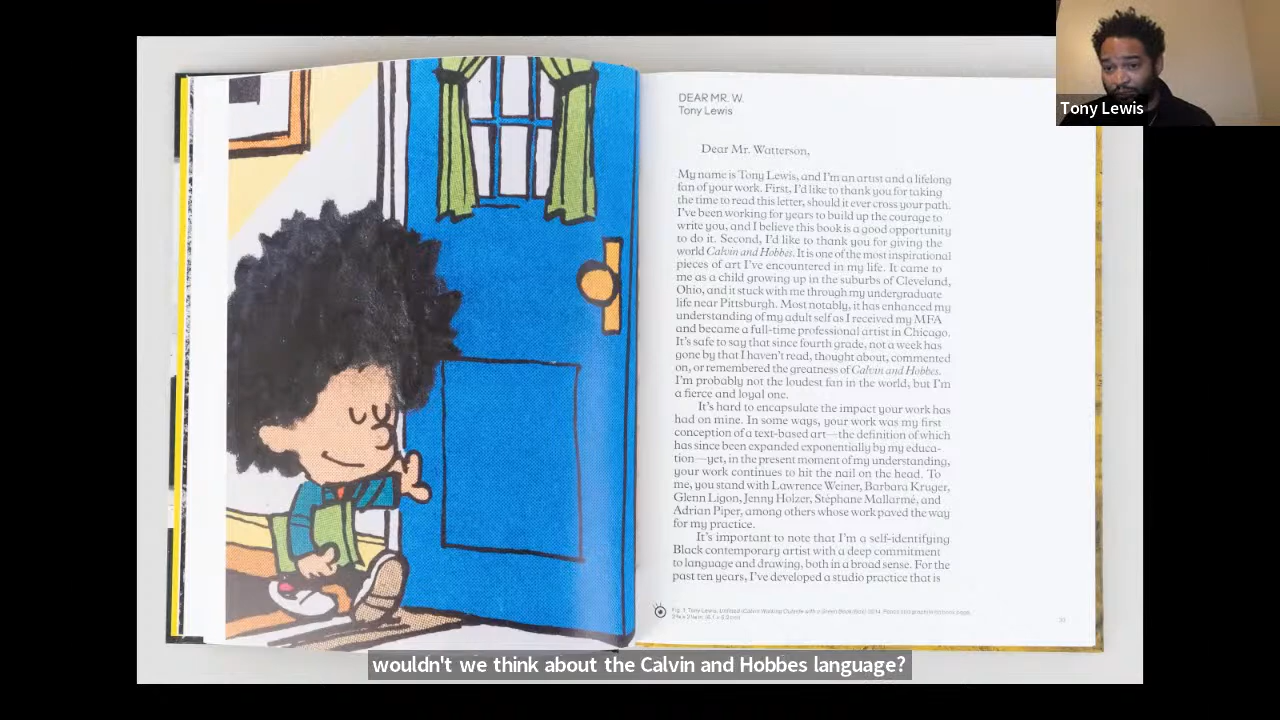 Tony Lewis
DEAR MR. W.
Tony Lewis
Dear Mr. Watterson,
My name is Tony Lewis, and I'm an artist and a lifelong
fan of your work. First, I'd like to thank you for taking
the time to read this letter, should it ever cross your path.
I've been working for years to build up the courage to
write you, and I believe this book is a good opportunity
to do it. Second, I'd like to thank you for giving the
world Calvin and Hobbes. It is one of the most inspirational
pieces of art I've encountered in my life. It came to
me as a child growing up in the suburbs of Cleveland,
Ohio, and it stuck with me through my undergraduate
life near Pittsburgh. Most notably, it has enhanced my
understanding of my adult self as I received my MFA
and became a full-time professional artist in Chicago.
It's safe to say that since fourth grade, not a week has
gone by that I haven't read, thought about, commented
on, or remembered the greatness of Calvin and Hobbes.
I'm probably not the loudest fan in the world, but I'm
a fierce and loyal one.
It's hard to encapsulate the impact your work has
had on mine. In some ways, your work was my first
conception of a text-based art—the definition of which
has since been expanded exponentially by my educa-
tion—yet, in the present moment of my understanding,
your work continues to hit the nail on the head. To
me, you stand with Lawrence Weiner, Barbara Kruger,
Glenn Ligon, Jenny Holzer, Stéphane Mallarmé, and
Adrian Piper, among others whose work paved the way
for my practice.
It's important to note that I'm a self-identifying
Black contemporary artist with a deep commitment
to language and drawing, both in a broad sense. For the
past ten years, I've developed a studio practice that is
Fig. 1. Tony Lewis,
wouldn't we think about the Calvin and Hobbes language?